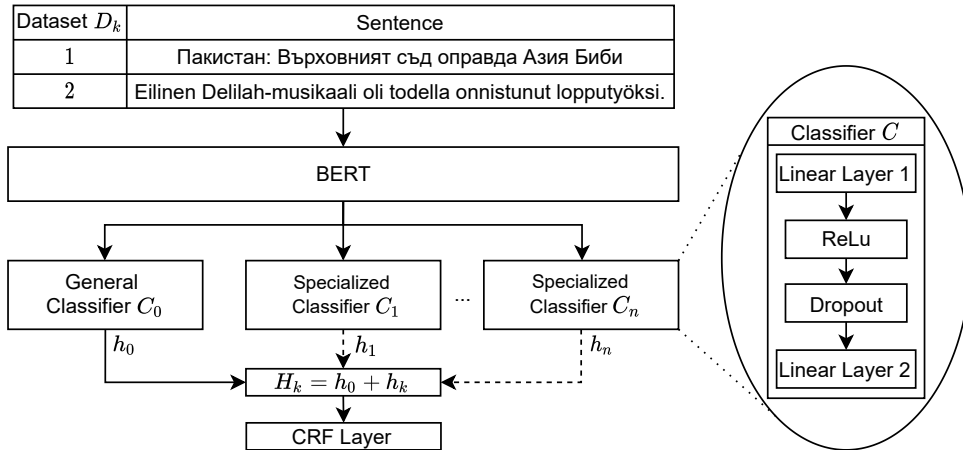 Dataset $D_k$ Sentence
1 Пакистан: Върховният съд оправда Азия Биби
2 Eilinen Delilah-musikaali oli todella onnistunut lopputyöksi.
BERT
General
Classifier $C_0$
Specialized
Classifier $C_1$
...
Specialized
Classifier $C_n$
$h_0$
$h_1$
$h_n$
$H_k = h_0 + h_k$
CRF Layer
Classifier $C$
Linear Layer 1
ReLu
Dropout
Linear Layer 2